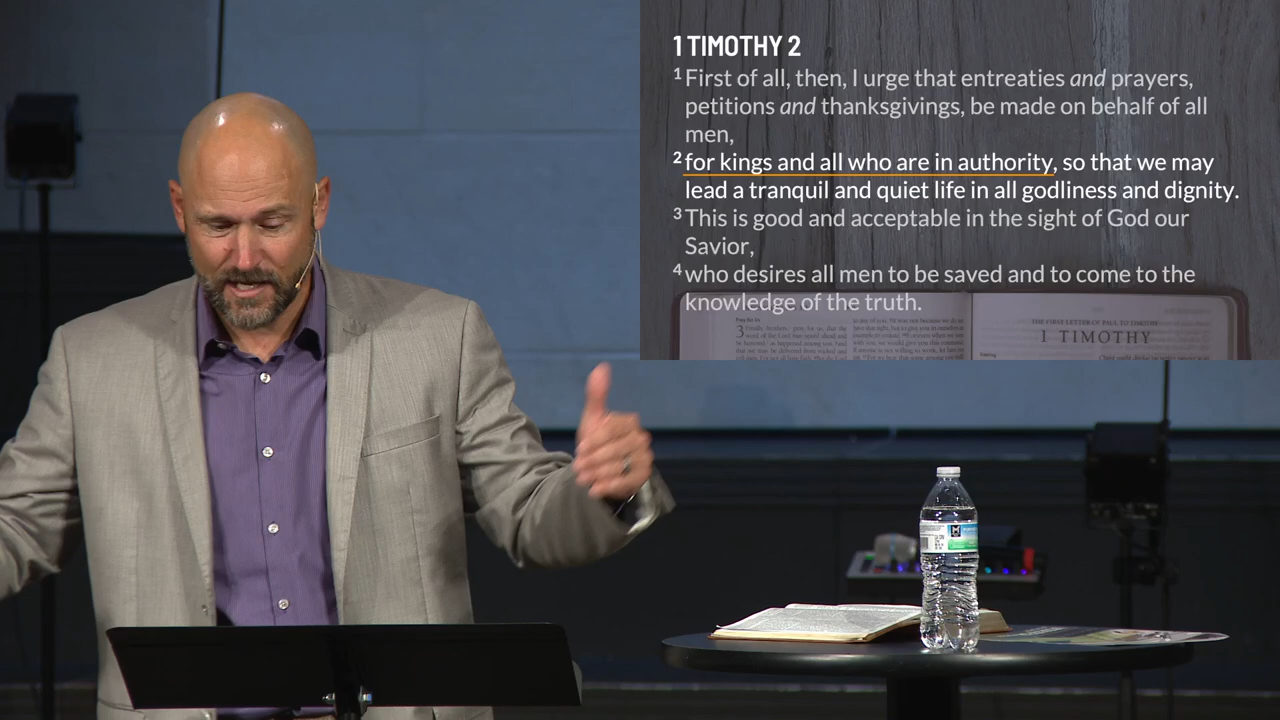 1 TIMOTHY 2
1 First of all, then, I urge that entreaties and prayers,
petitions and thanksgivings, be made on behalf of all
men,
2 for kings and all who are in authority, so that we may
lead a tranquil and quiet life in all godliness and dignity.
3 This is good and acceptable in the sight of God our
Savior,
4 who desires all men to be saved and to come to the
knowledge of the truth.
THE FIRST LETTER OF PAUL TO TIMOTHY
1 TIMOTHY